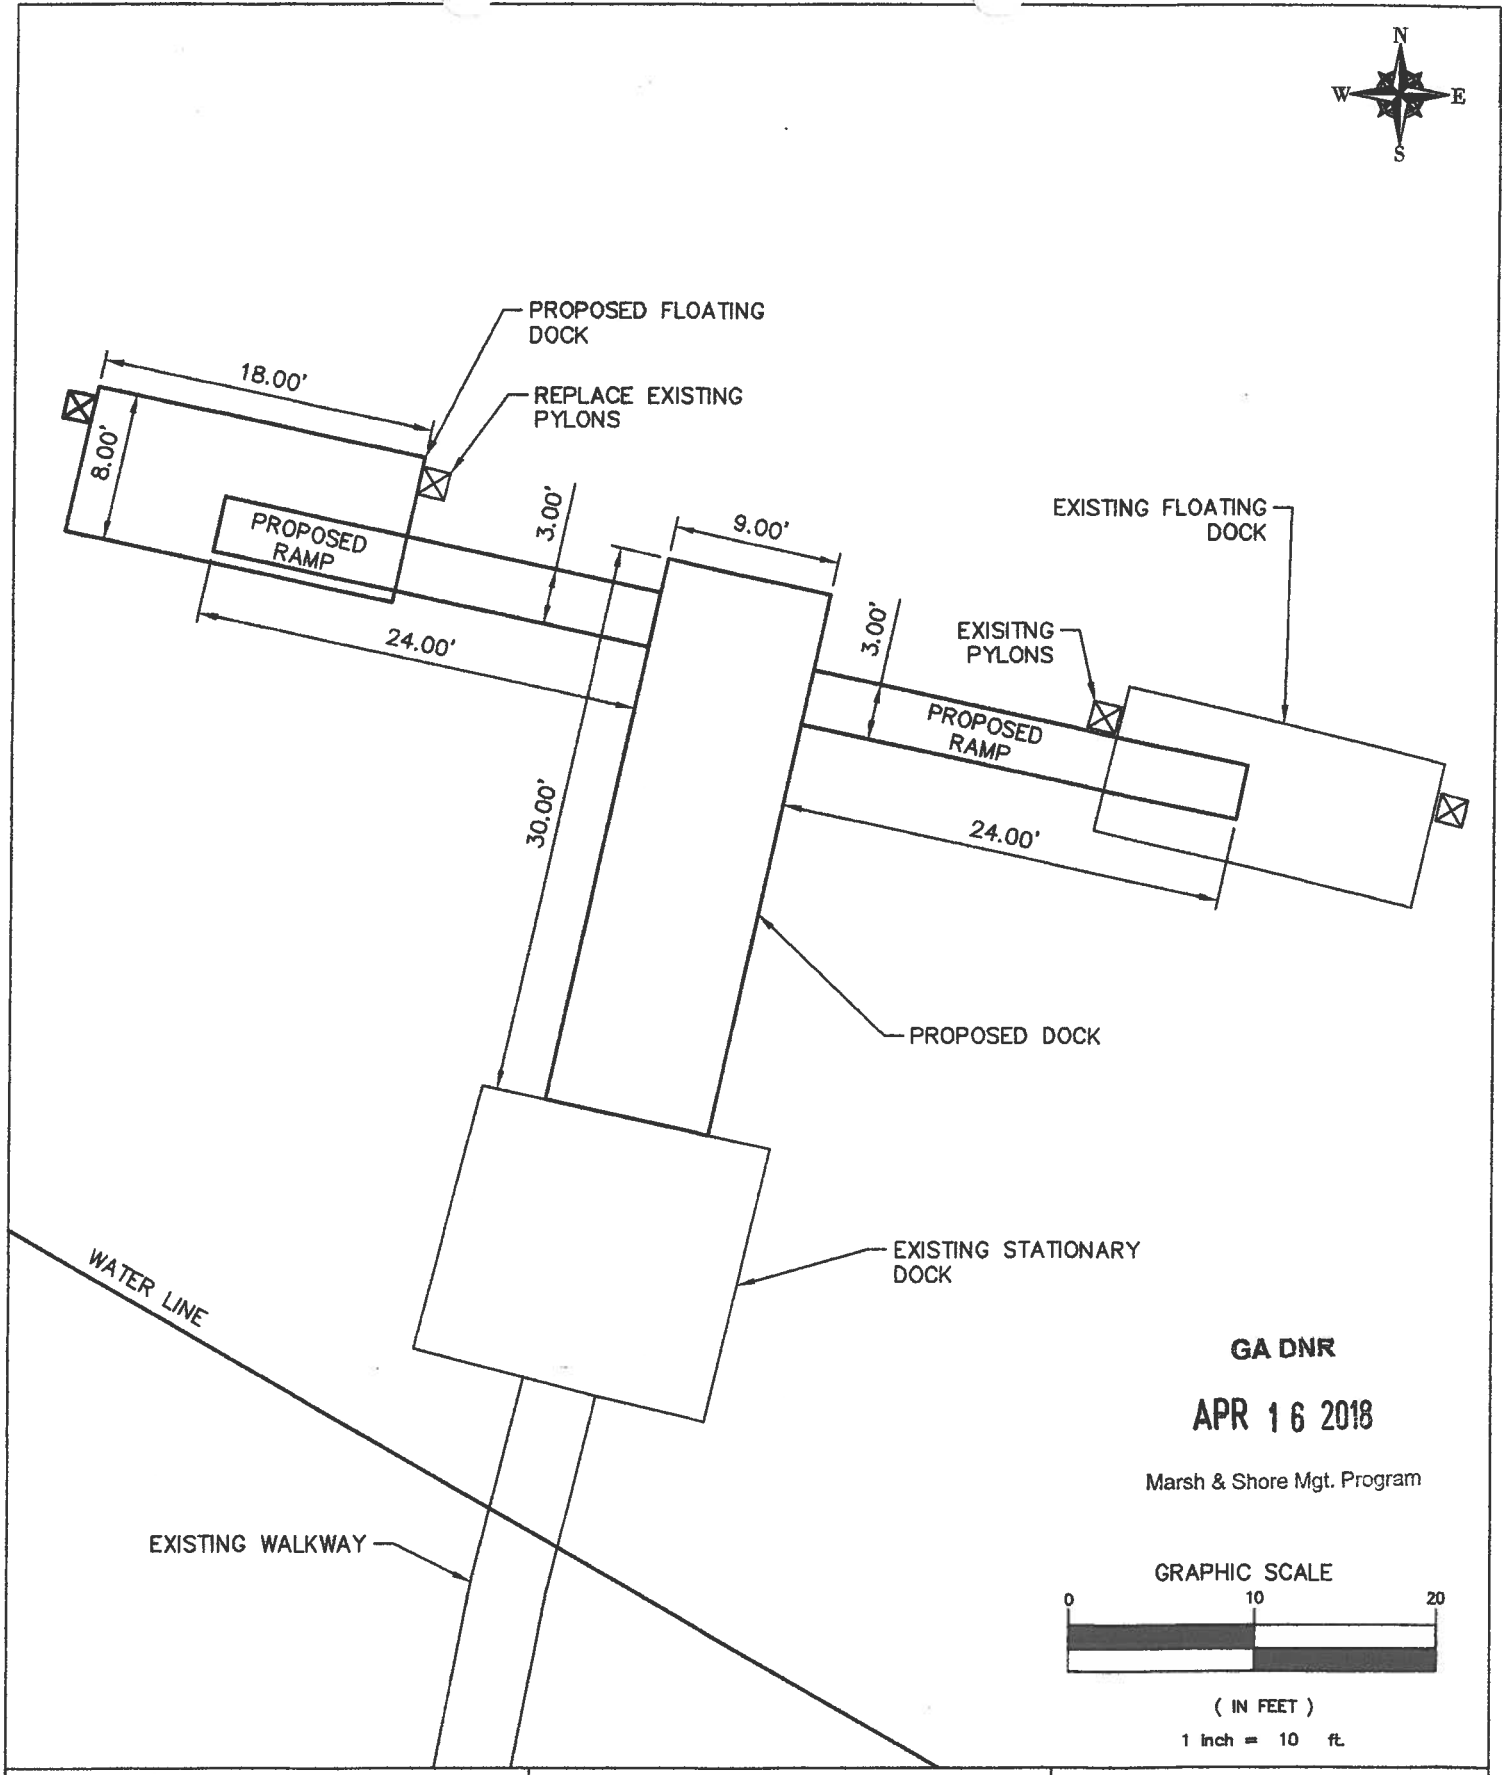 N
W E
S
PROPOSED FLOATING
DOCK
18.00'
REPLACE EXISTING
PYLONS
8.00'
PROPOSED
RAMP
3.00'
9.00'
EXISTING FLOATING
DOCK
24.00'
3.00'
EXISITNG
PYLONS
PROPOSED
RAMP
30.00'
24.00'
PROPOSED DOCK
WATER LINE
EXISTING STATIONARY
DOCK
GA DNR
APR 16 2018
Marsh & Shore Mgt. Program
EXISTING WALKWAY
GRAPHIC SCALE
0 10 20
( IN FEET )
1 inch = 10 ft.